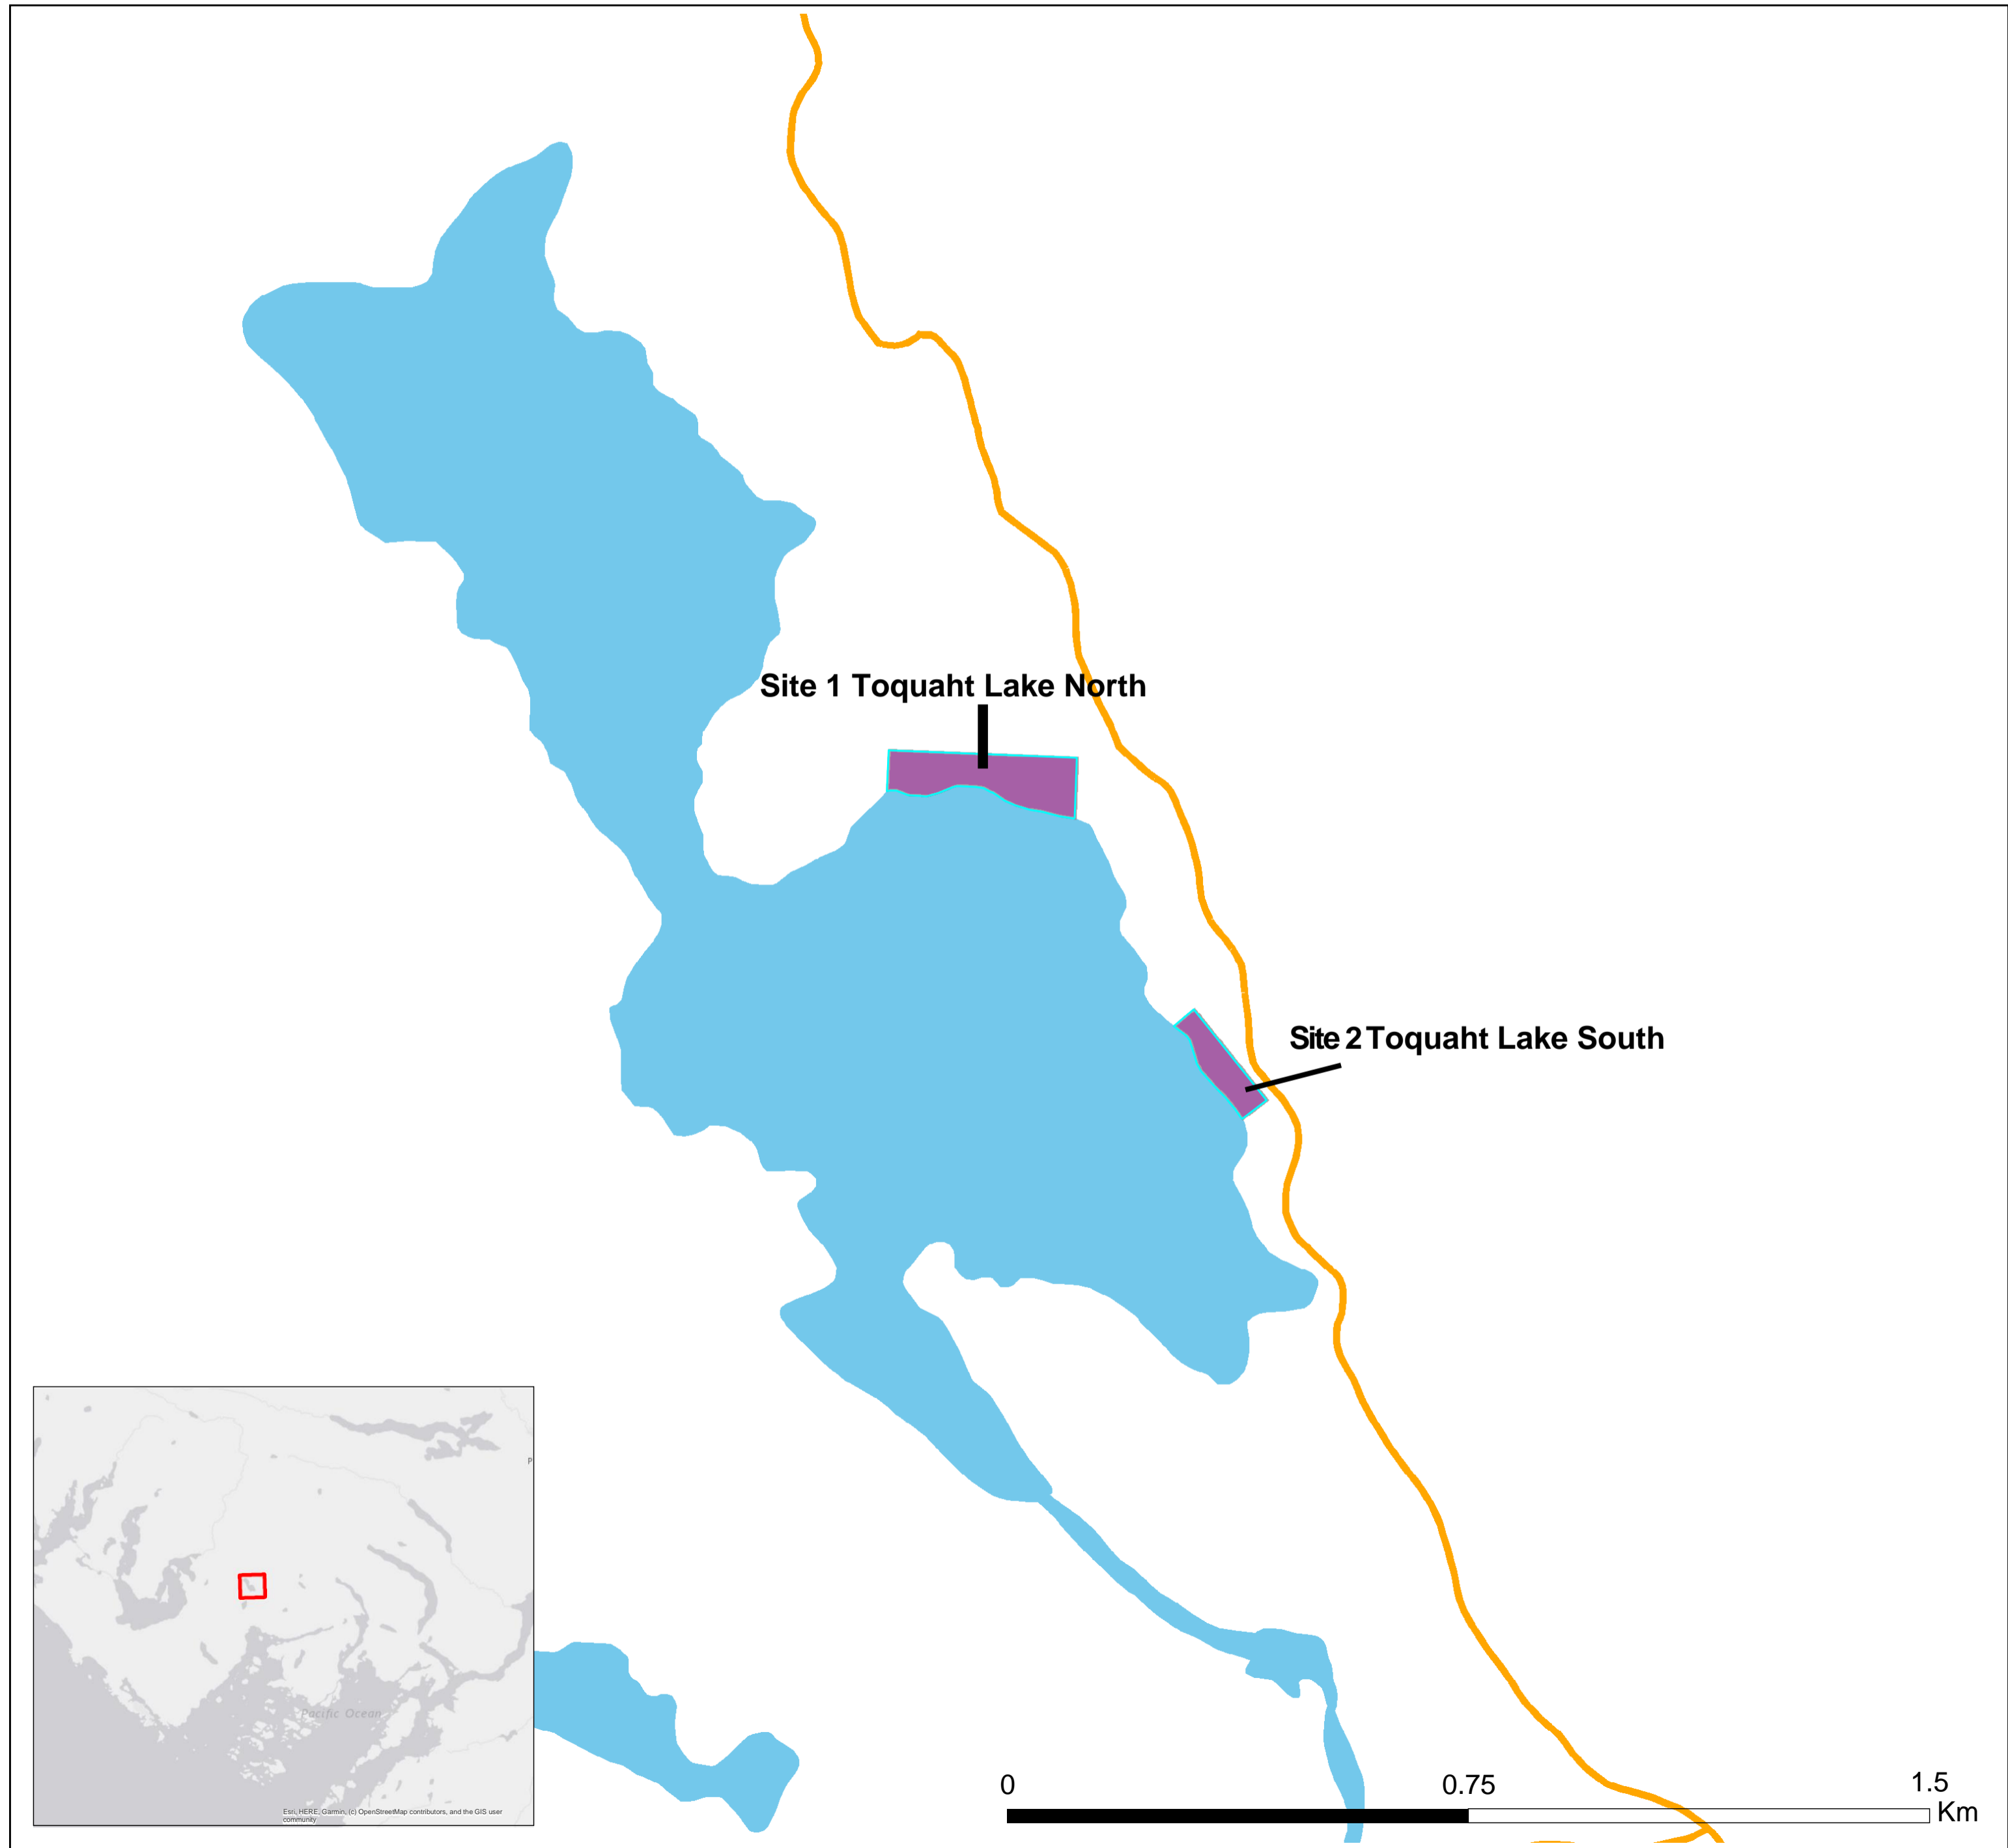 Site 1 Toquaht Lake North
Site 2 Toquaht Lake South
P
Pacific Ocean
Esri, HERE, Garmin, (c) OpenStreetMap contributors, and the GIS user
community
0
0.75
1.5
Km